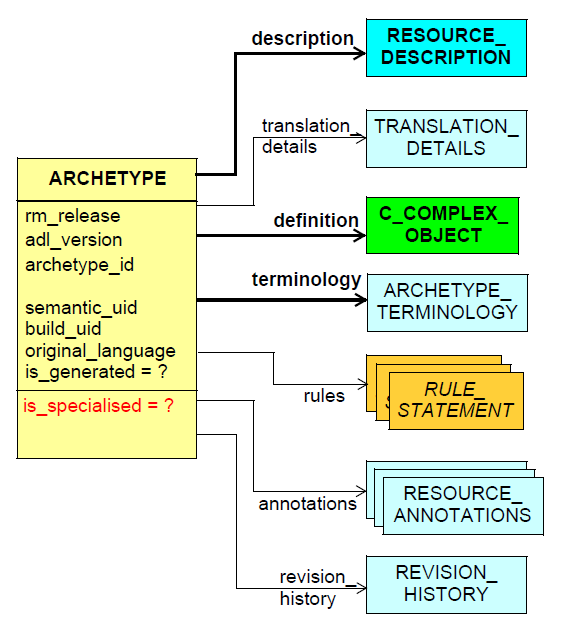 description
RESOURCE_
DESCRIPTION
translation_
details
TRANSLATION_
DETAILS
ARCHETYPE
rm_release
adl_version
archetype_id
semantic_uid
build_uid
original_language
is_generated = ?
is_specialised = ?
definition
C_COMPLEX_
OBJECT
terminology
ARCHETYPE_
TERMINOLOGY
rules
RULE_
STATEMENT
annotations
RESOURCE_
ANNOTATIONS
revision_
history
REVISION_
HISTORY